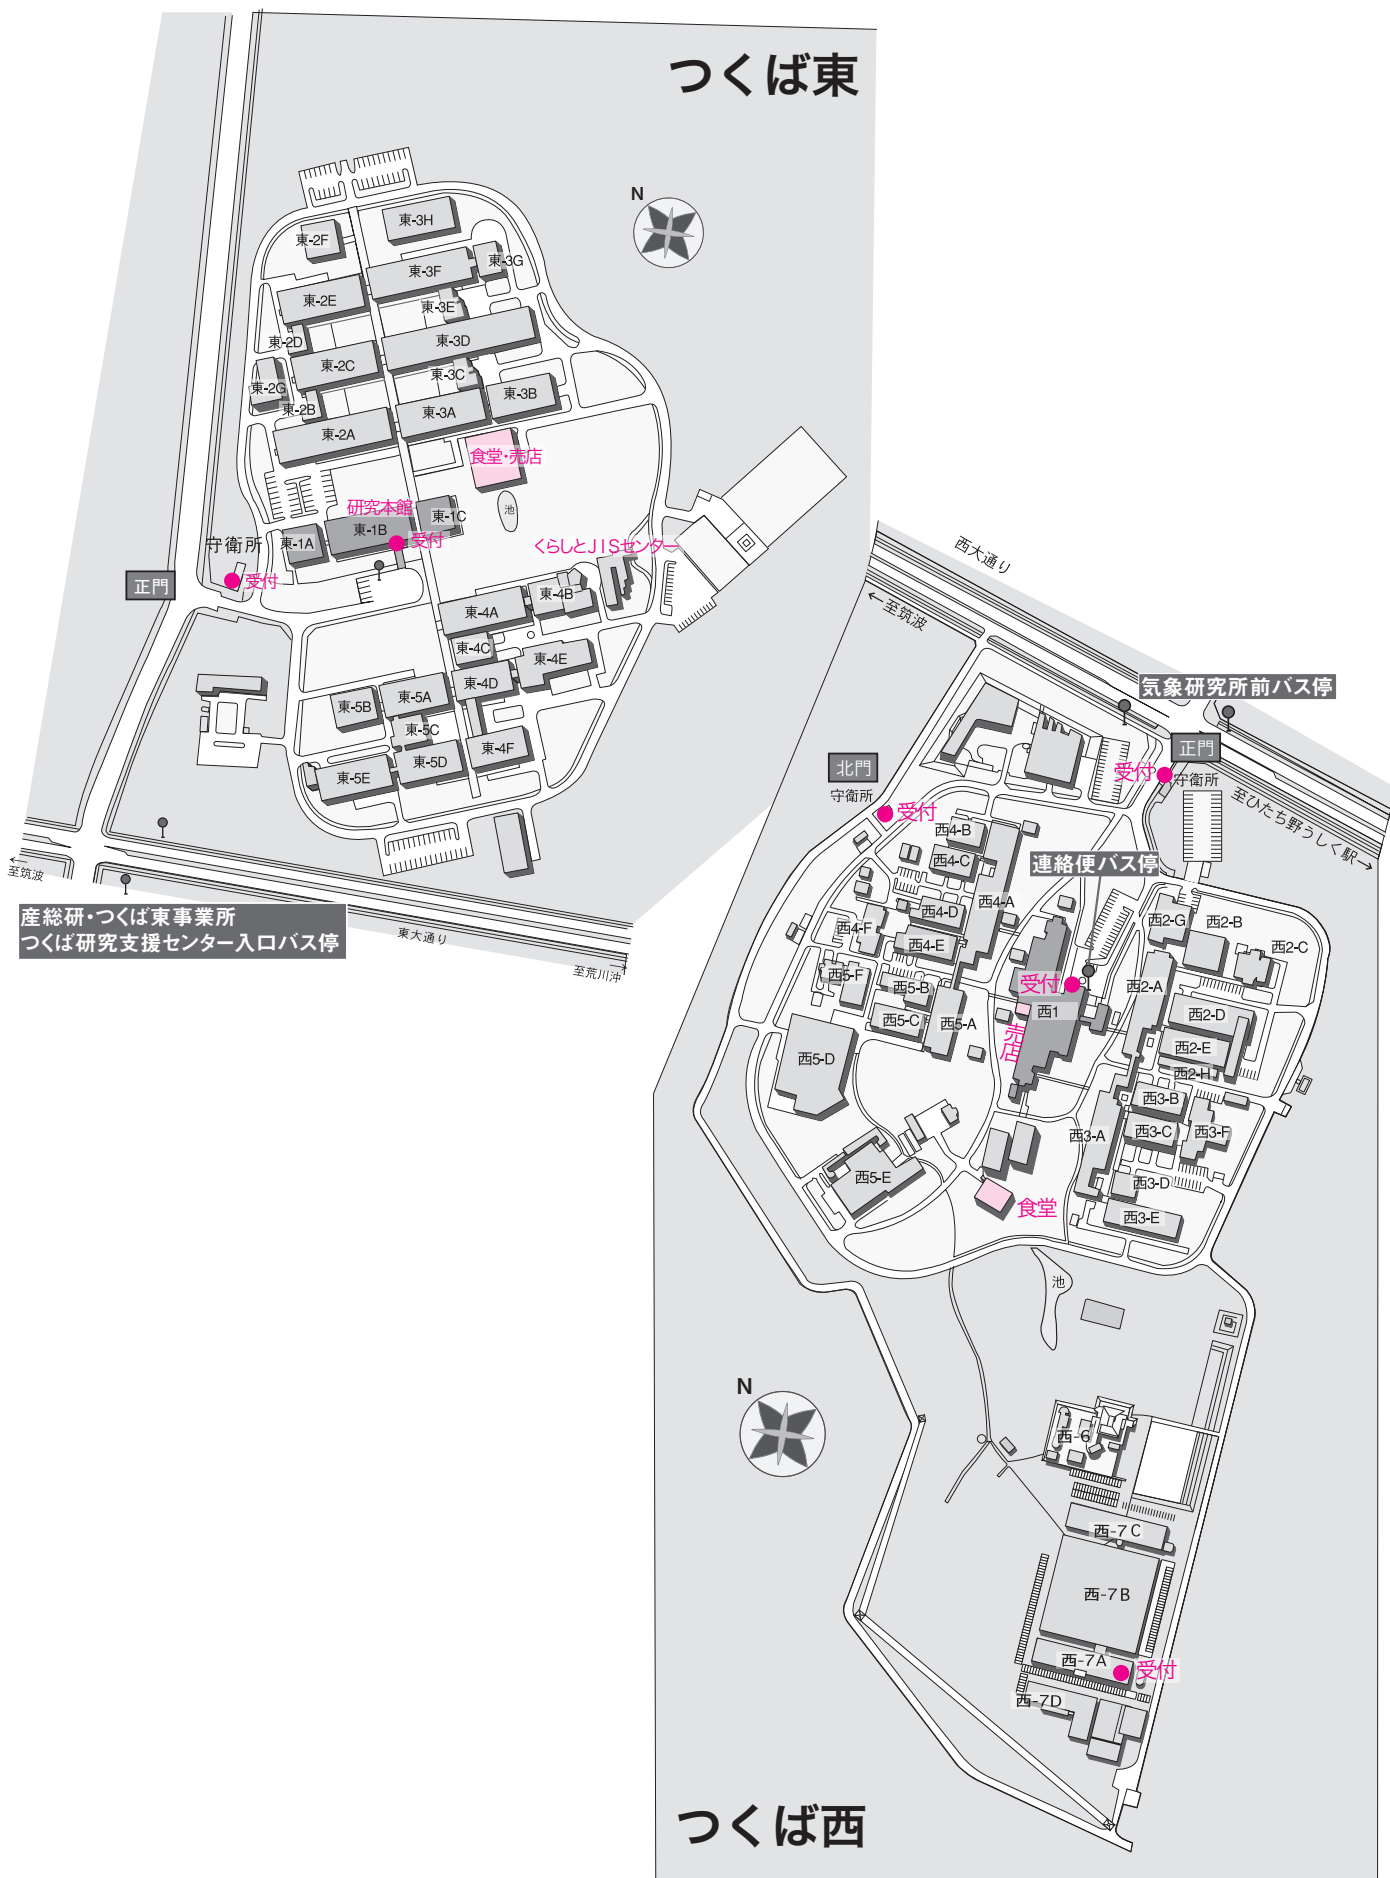 つくば東
N
東-3H
東-2F
東-3G
東-3F
東-2E
東-3E
東-2D
東-3D
東-2C
東-3C
東-2G
東-3B
東-2B
東-3A
東-2A
食堂・売店
研究本館
東-1C
池
東-1B
東-1A
受付
守衛所
くらしとJISセンター
正門
受付
東-4B
東-4A
東-4C
東-4E
東-4D
東-5A
東-5B
東-5C
東-4F
東-5D
東-5E
←
至筑波
産総研・つくば東事業所
つくば研究支援センター入口バス停
東大通り
至荒川沖
→
西大通り
←至筑波
気象研究所前バス停
正門
北門
受付
守衛所
守衛所
受付
至ひたち野うしく駅→
西4-B
西4-C
連絡便バス停
西4-A
西4-D
西2-G
西2-B
西4-F
西4-E
西2-C
西5-F
西5-B
受付
西2-A
西5-C
西5-A
西1
西2-D
売店
西2-E
西5-D
西2-H
西3-B
西3-A
西3-C
西3-F
西5-E
西3-D
食堂
西3-E
池
N
西-6
西-7C
西-7B
西-7A
受付
西-7D
つくば西